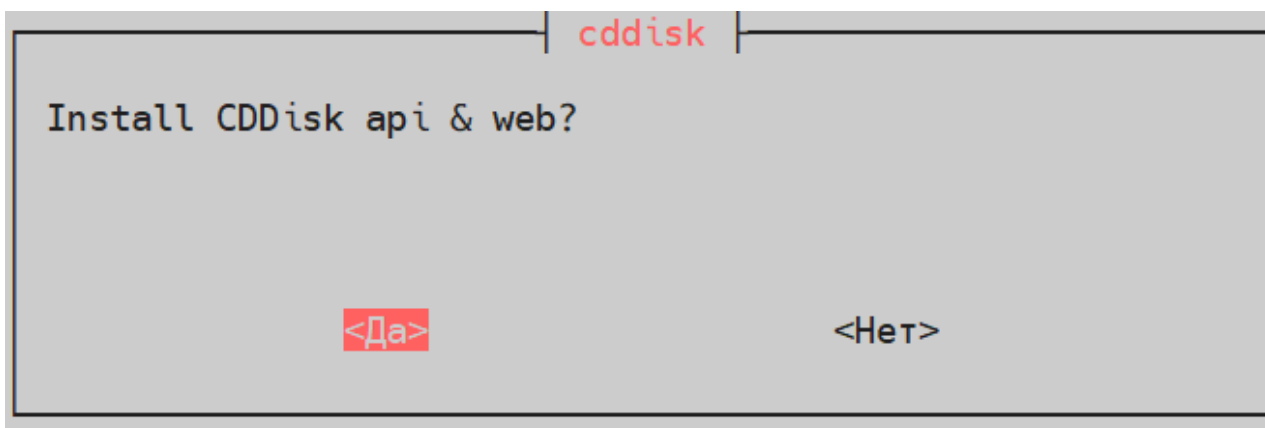 cddisk
Install CDDisk api & web?
<Да> <Нет>